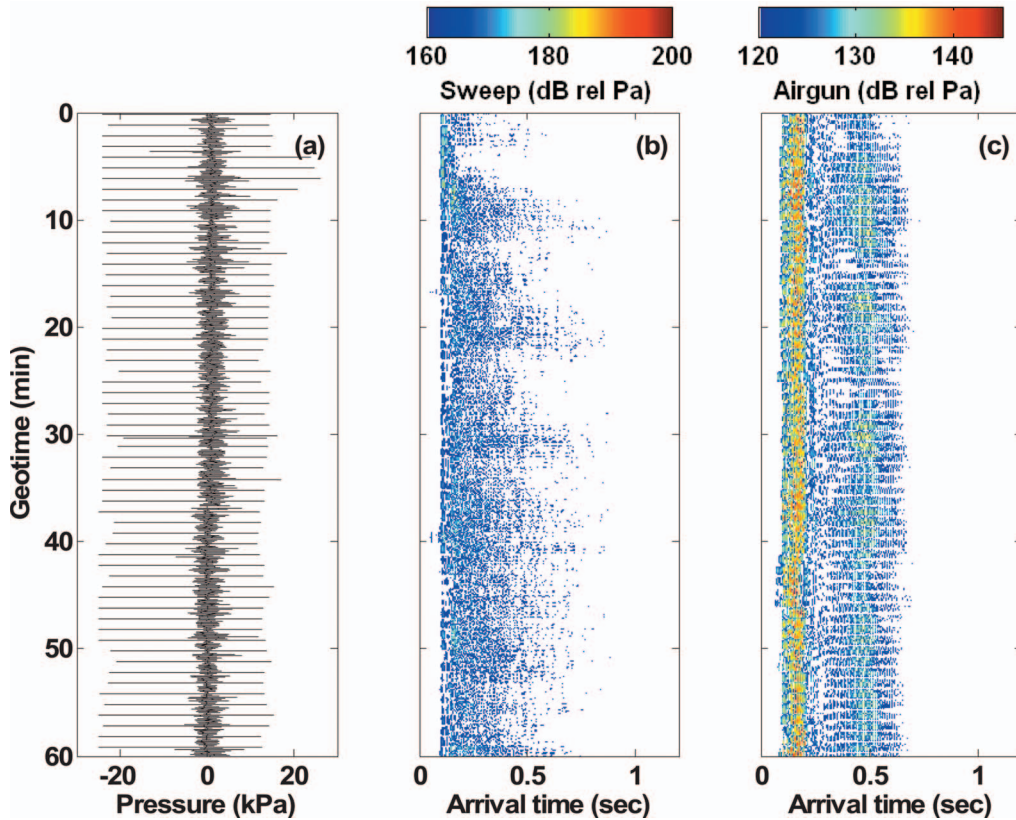 160 180 200
Sweep (dB rel Pa)
120 130 140
Airgun (dB rel Pa)
(a)
(b)
(c)
0
10
20
30
40
50
60
Geotime (min)
-20 0 20
Pressure (kPa)
0 0.5 1
Arrival time (sec)
0 0.5 1
Arrival time (sec)